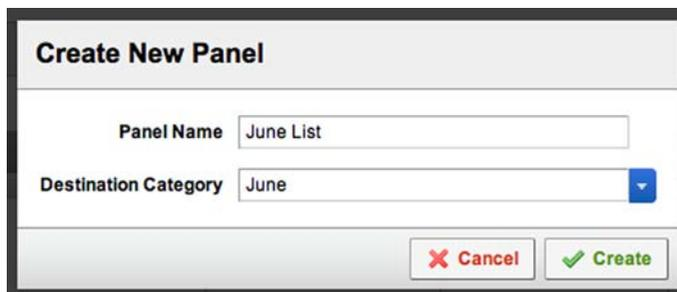 Create New Panel
Panel Name June List
Destination Category June
Cancel Create